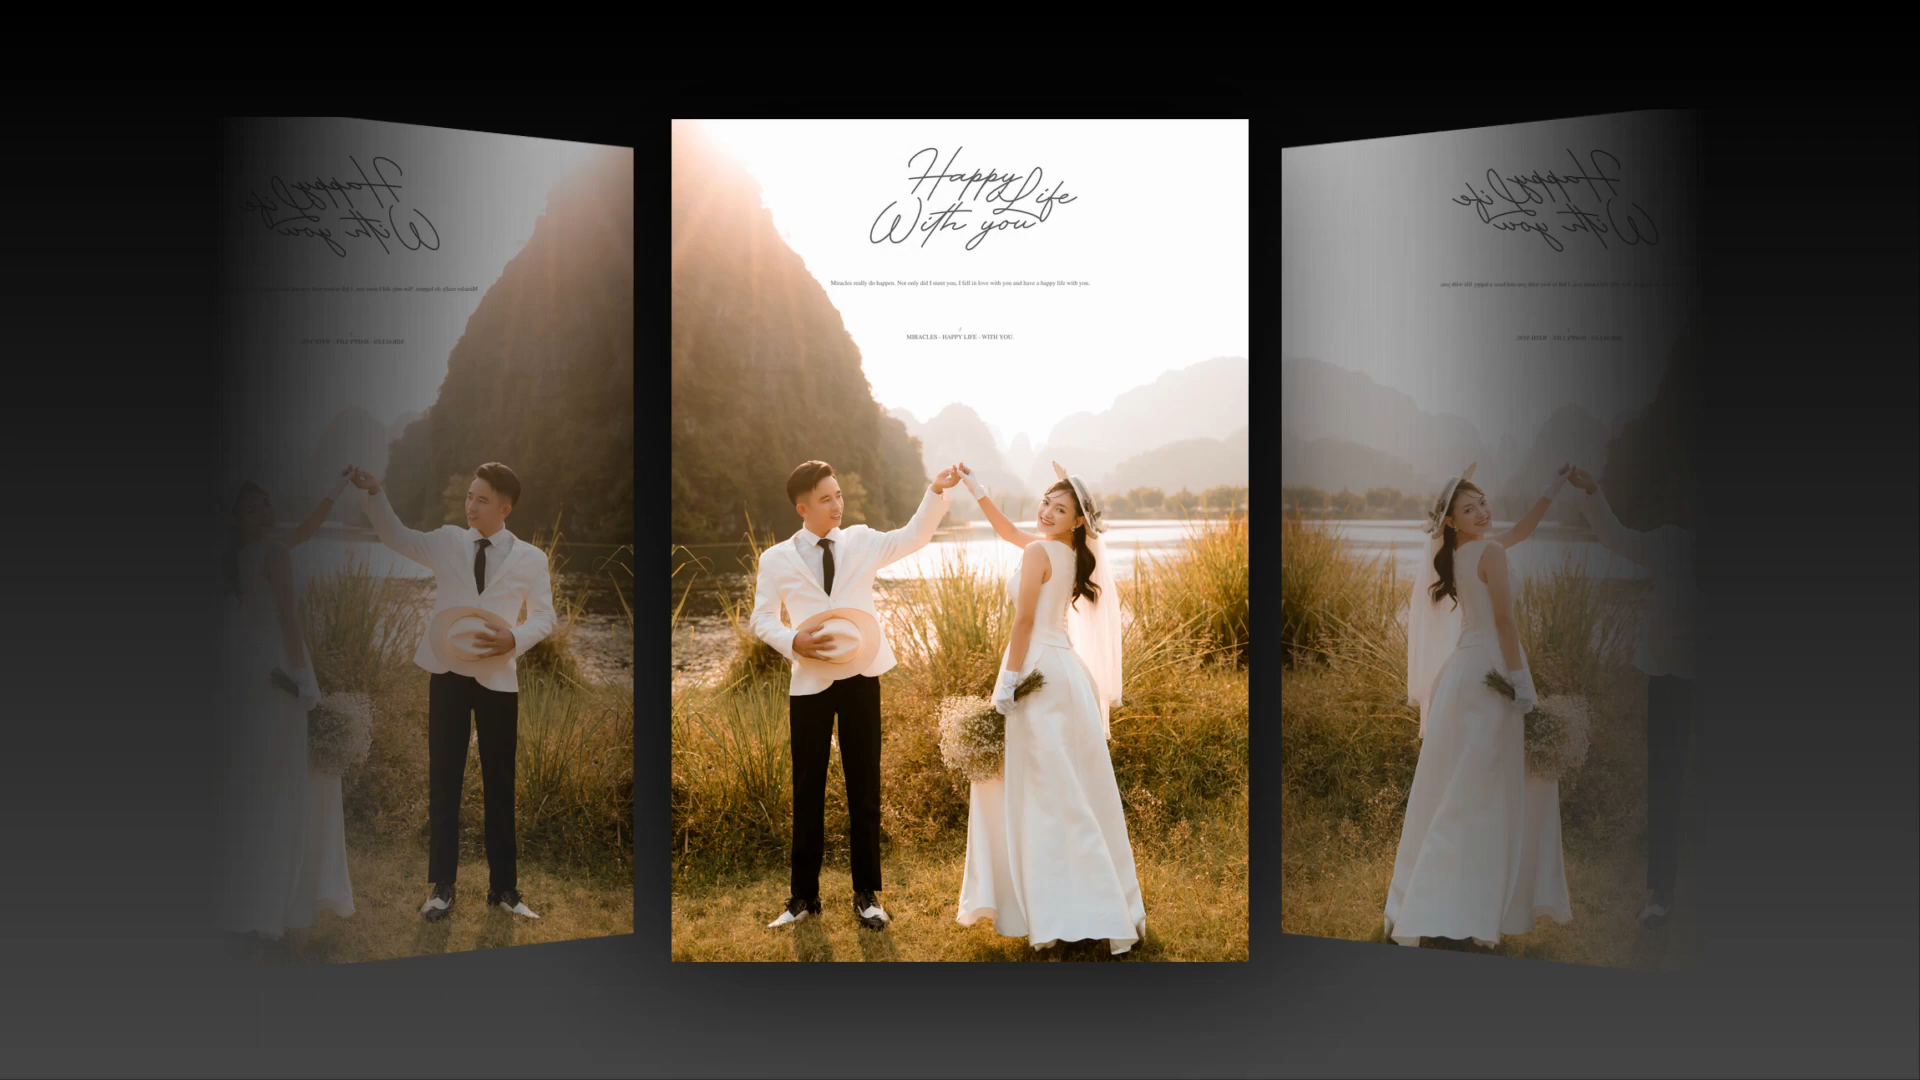 Happy Life
With you
Miracles really do happen. Not only did I meet you, I fell in love with you and have a happy life with you.
/
MIRACLES - HAPPY LIFE - WITH YOU.